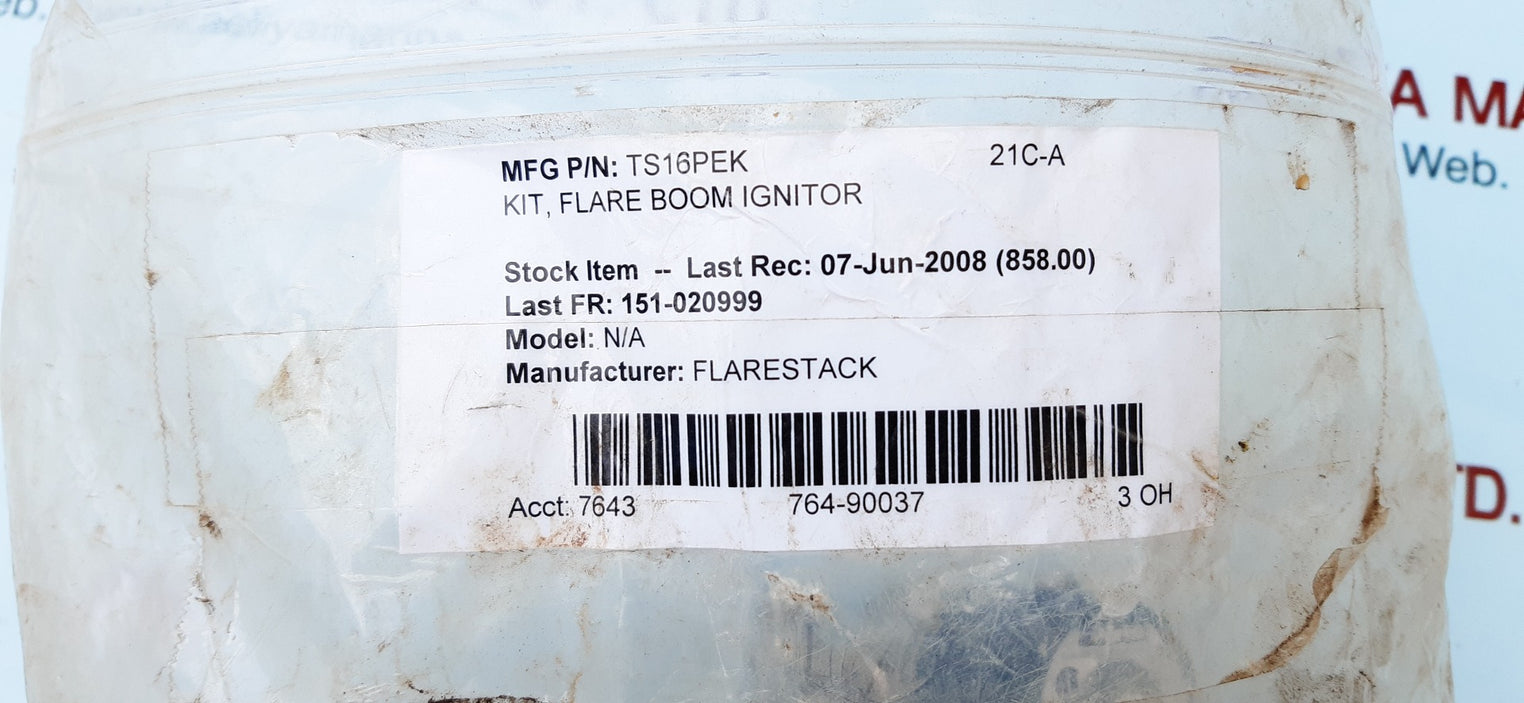 MFG P/N: TS16PEK 21C-A
KIT, FLARE BOOM IGNITOR
Stock Item -- Last Rec: 07-Jun-2008 (858.00)
Last FR: 151-020999
Model: N/A
Manufacturer: FLARESTACK
Acct: 7643 764-90037 3 OH
A MA
Web.
TD.